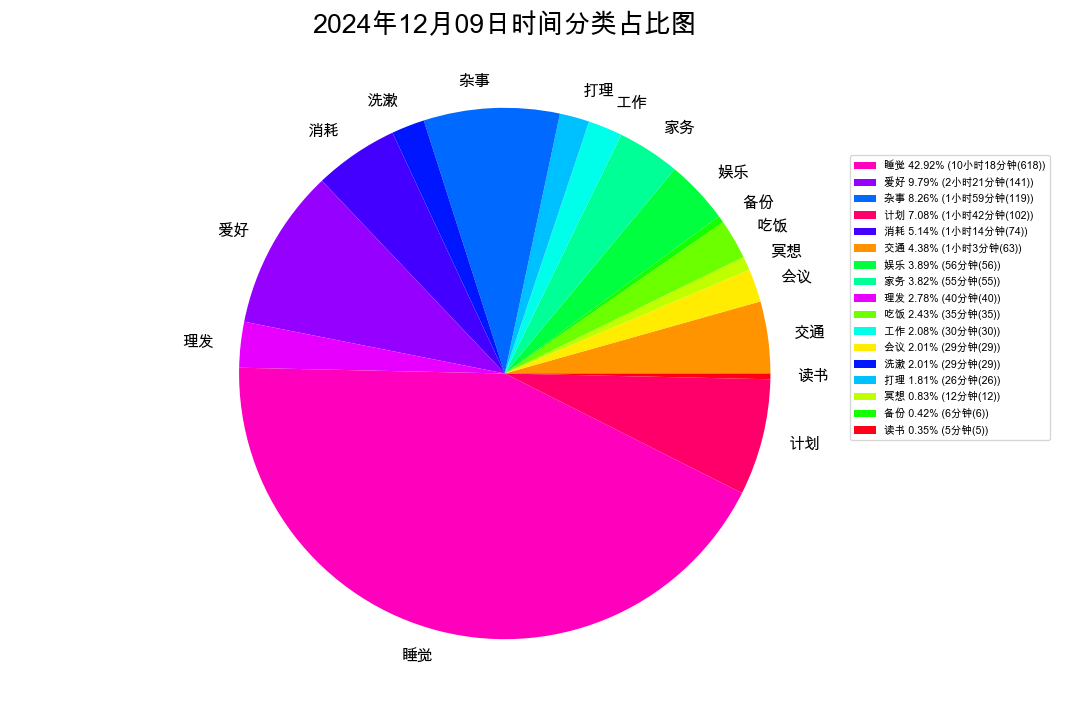 2024年12月09日时间分类占比图
杂事
打理
工作
洗漱
家务
消耗
娱乐
备份
吃饭
爱好
冥想
会议
交通
理发
读书
计划
睡觉
睡觉 42.92% (10小时18分钟(618))
爱好 9.79% (2小时21分钟(141))
杂事 8.26% (1小时59分钟(119))
计划 7.08% (1小时42分钟(102))
消耗 5.14% (1小时14分钟(74))
交通 4.38% (1小时3分钟(63))
娱乐 3.89% (56分钟(56))
家务 3.82% (55分钟(55))
理发 2.78% (40分钟(40))
吃饭 2.43% (35分钟(35))
工作 2.08% (30分钟(30))
会议 2.01% (29分钟(29))
洗漱 2.01% (29分钟(29))
打理 1.81% (26分钟(26))
冥想 0.83% (12分钟(12))
备份 0.42% (6分钟(6))
读书 0.35% (5分钟(5))